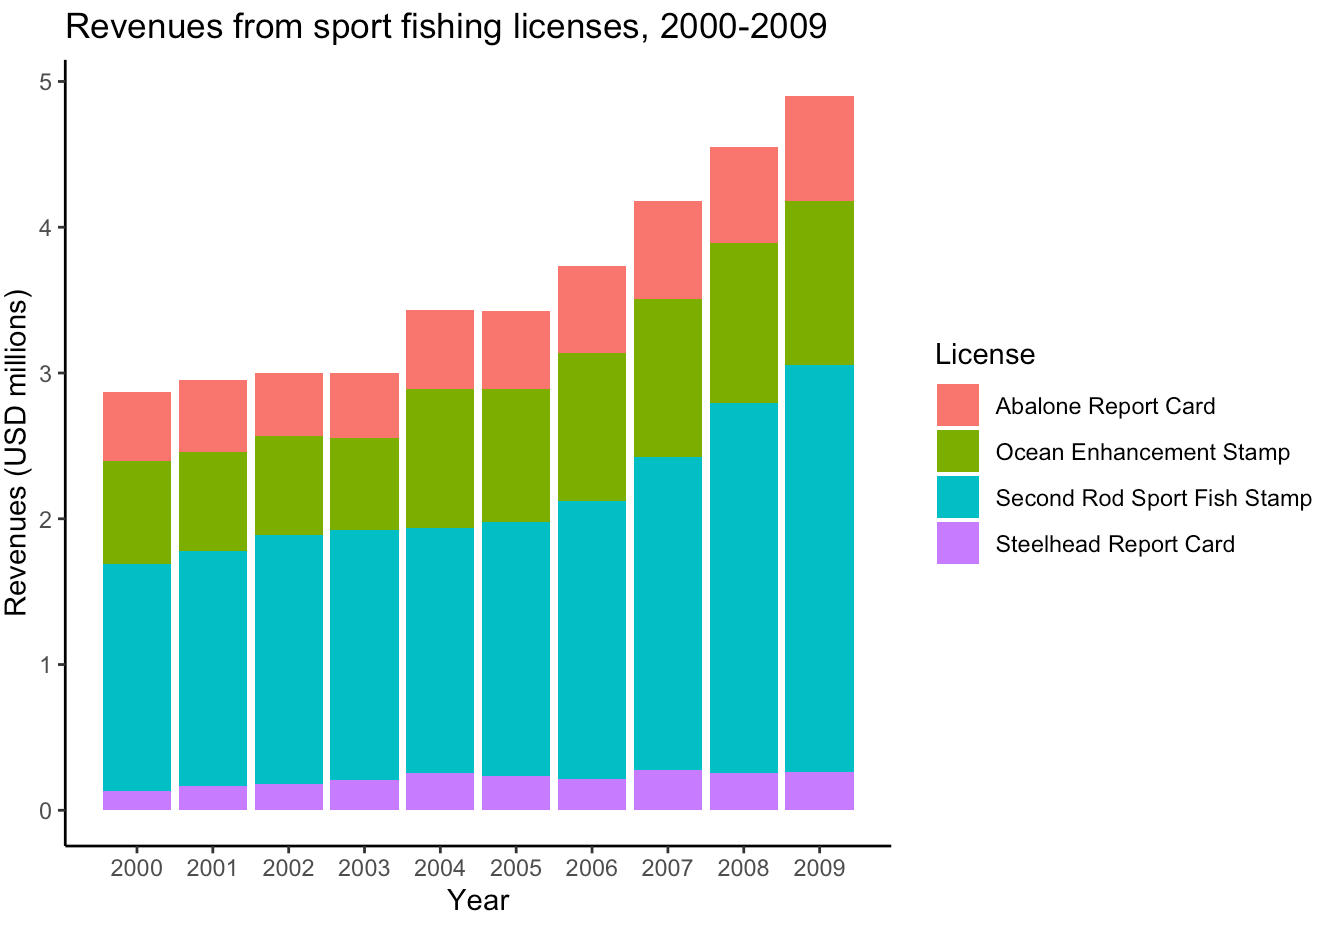 Revenues from sport fishing licenses, 2000-2009
Revenues (USD millions)
5
4
3
2
1
0
2000 2001 2002 2003 2004 2005 2006 2007 2008 2009
Year
License
Abalone Report Card
Ocean Enhancement Stamp
Second Rod Sport Fish Stamp
Steelhead Report Card